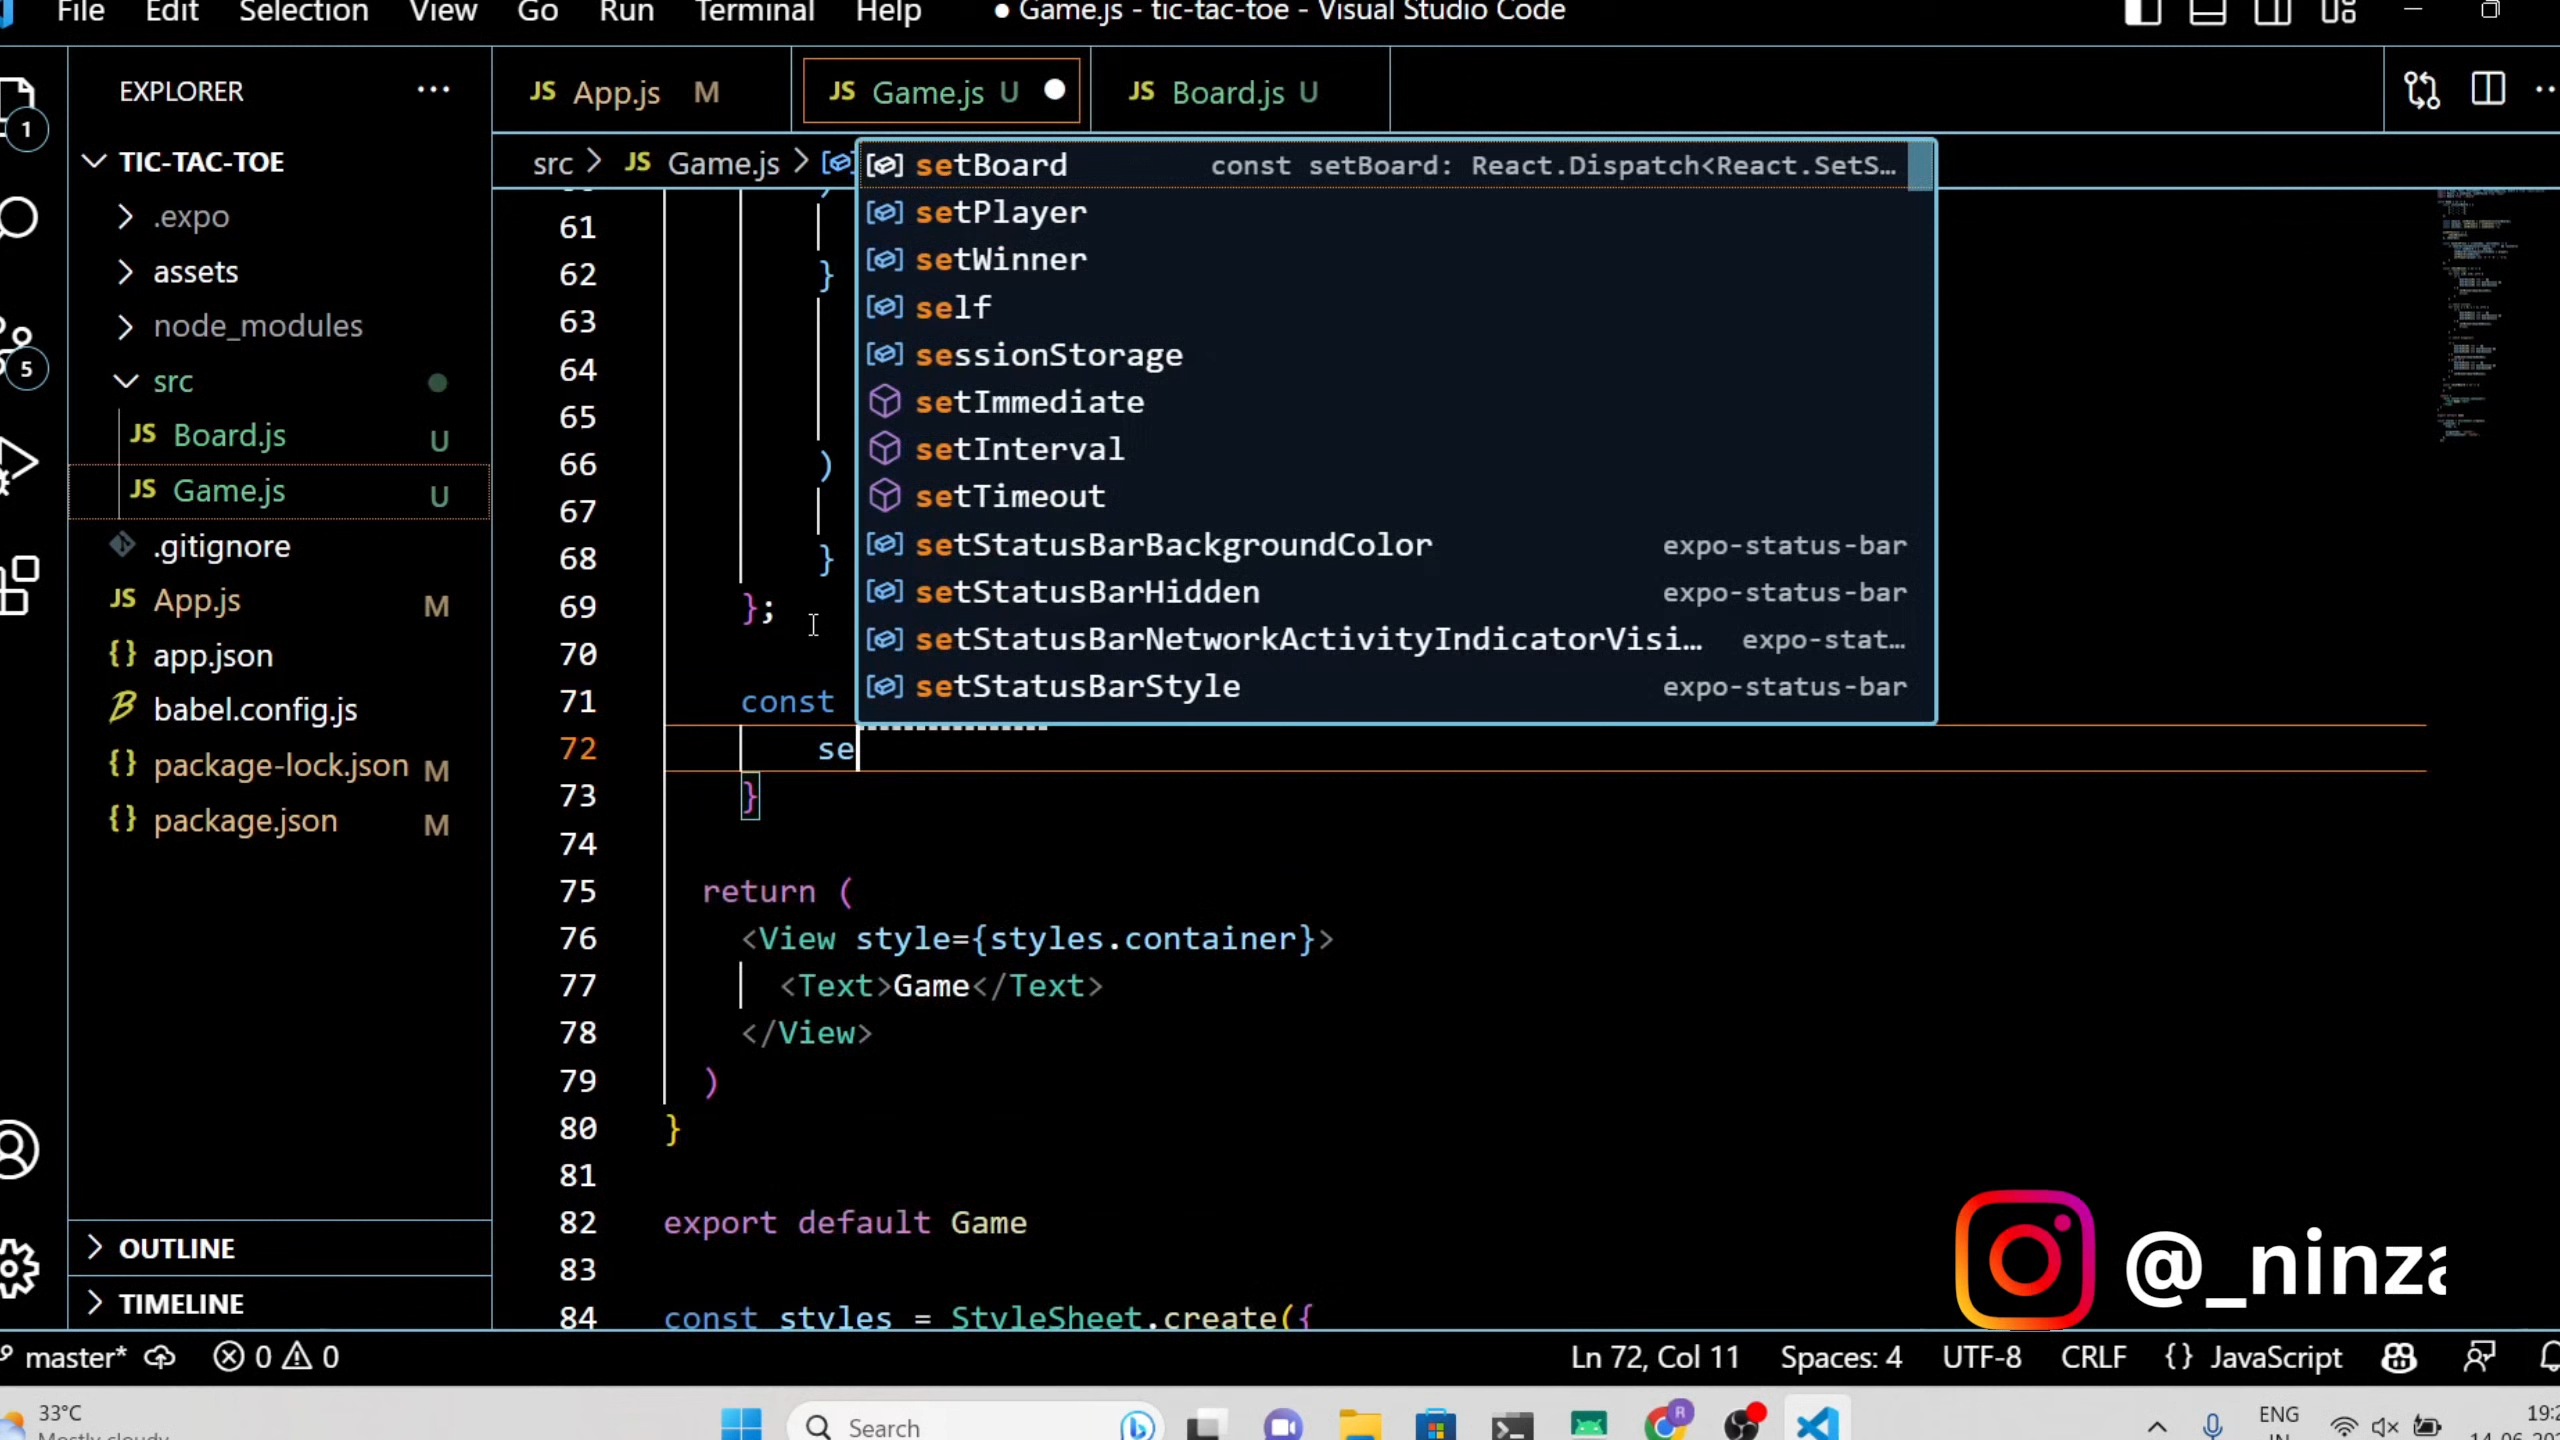 File Edit Selection View Go Run Terminal Help ● Game.js - tic-tac-toe - Visual Studio Code
EXPLORER ...
JS App.js M
JS Game.js U
JS Board.js U
1
5
TIC-TAC-TOE
.expo
assets
node_modules
src
JS Board.js U
JS Game.js U
.gitignore
JS App.js M
{} app.json
babel.config.js
{} package-lock.json M
{} package.json M
OUTLINE
TIMELINE
src > JS Game.js >
setBoard const setBoard: React.Dispatch<React.SetS...
setPlayer
setWinner
self
sessionStorage
setImmediate
setInterval
setTimeout
setStatusBarBackgroundColor expo-status-bar
setStatusBarHidden expo-status-bar
setStatusBarNetworkActivityIndicatorVisi... expo-stat...
setStatusBarStyle expo-status-bar
61
62 }
63
64
65
66 )
67
68 }
69 };
70
71 const
72 se
73 }
74
75 return (
76 <View style={styles.container}>
77 <Text>Game</Text>
78 </View>
79 )
80 }
81
82 export default Game
83
84 const styles = StyleSheet.create({
@_ninza
master* 0 0 Ln 72, Col 11 Spaces: 4 UTF-8 CRLF {} JavaScript
33°C
Mostly cloudy
Search
R
ENG
IN